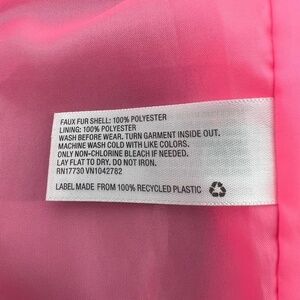 FAUX FUR SHELL: 100% POLYESTER
LINING: 100% POLYESTER
WASH BEFORE WEAR. TURN GARMENT INSIDE OUT.
MACHINE WASH COLD WITH LIKE COLORS.
ONLY NON-CHLORINE BLEACH IF NEEDED.
LAY FLAT TO DRY. DO NOT IRON.
RN17730 VN1042782
LABEL MADE FROM 100% RECYCLED PLASTIC